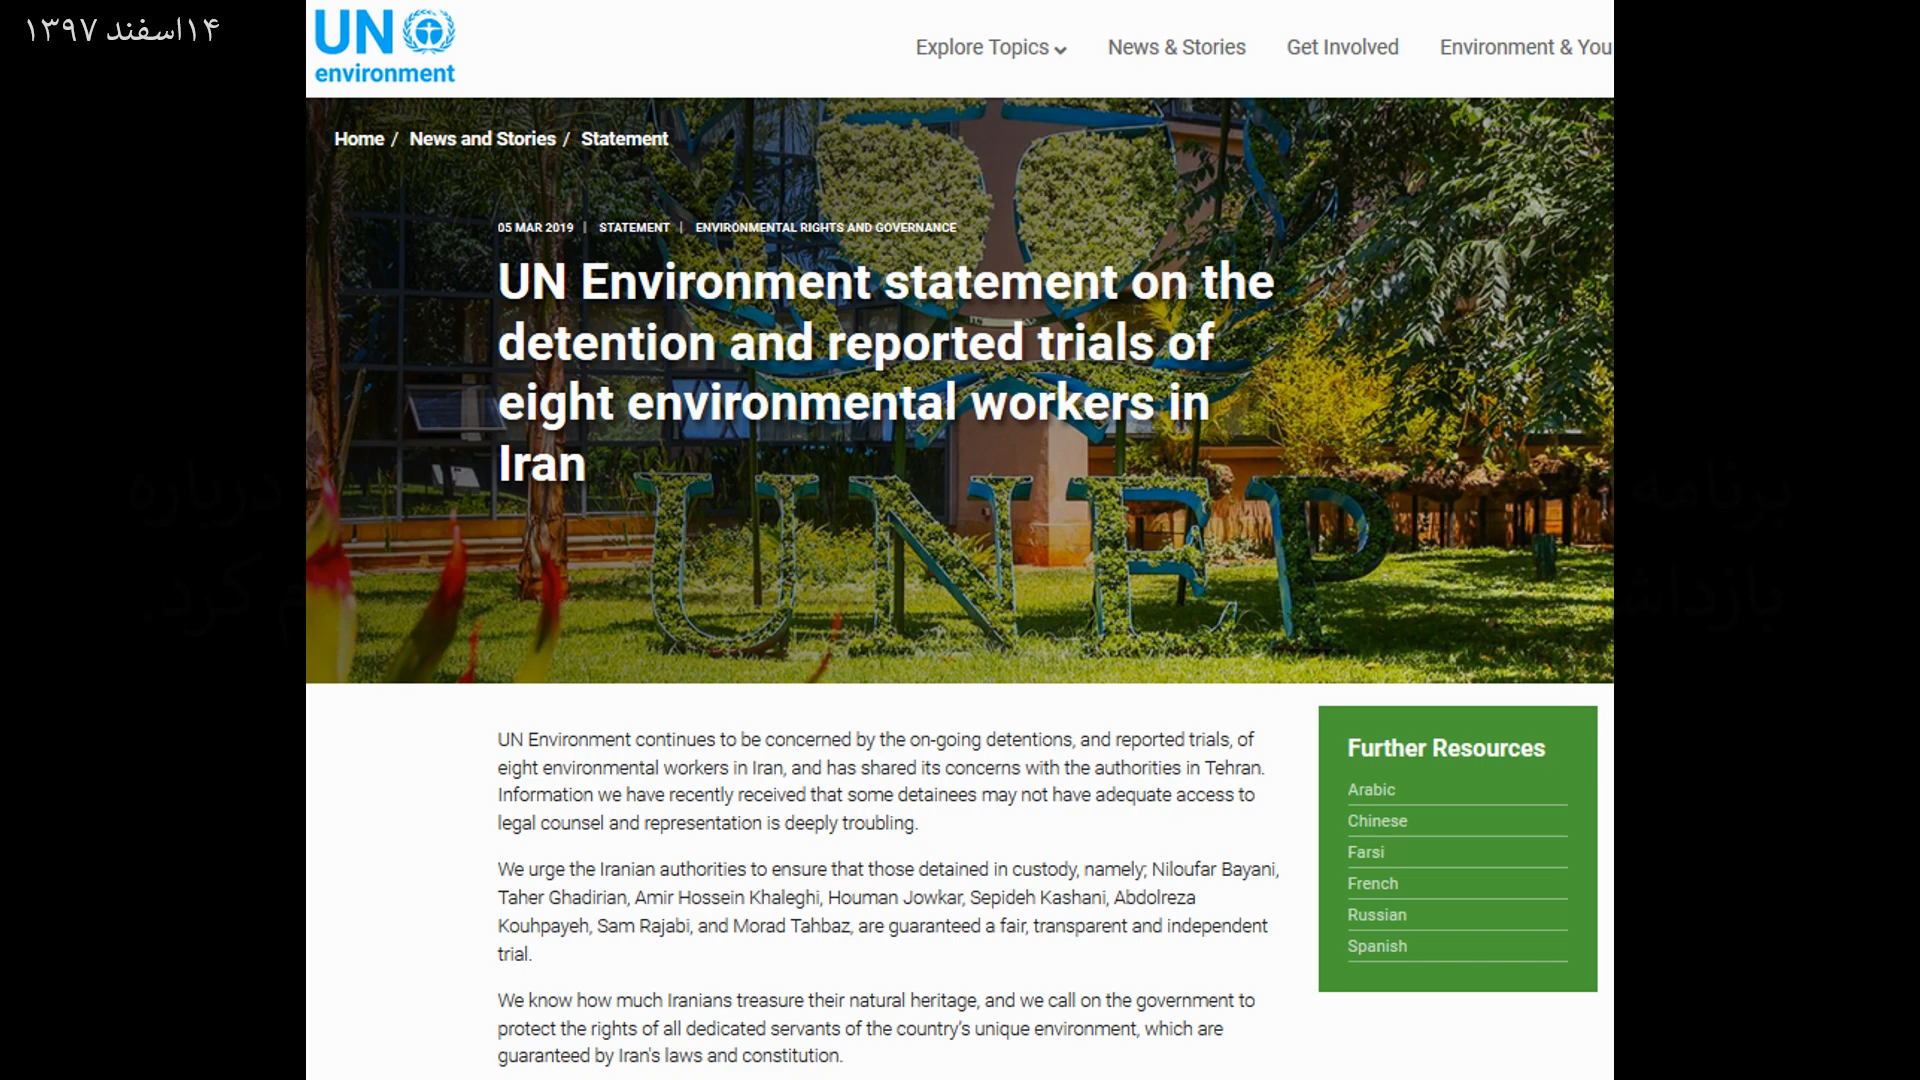 ۱۴اسفند ۱۳۹۷
UN
environment
Explore Topics
News & Stories
Get Involved
Environment & You
Home / News and Stories / Statement
05 MAR 2019 | STATEMENT | ENVIRONMENTAL RIGHTS AND GOVERNANCE
UN Environment statement on the
detention and reported trials of
eight environmental workers in
Iran
برنامه
درباره
کرد.
UNEP
UN Environment continues to be concerned by the on-going detentions, and reported trials, of
eight environmental workers in Iran, and has shared its concerns with the authorities in Tehran.
Information we have recently received that some detainees may not have adequate access to
legal counsel and representation is deeply troubling.
We urge the Iranian authorities to ensure that those detained in custody, namely; Niloufar Bayani,
Taher Ghadirian, Amir Hossein Khaleghi, Houman Jowkar, Sepideh Kashani, Abdolreza
Kouhpayeh, Sam Rajabi, and Morad Tahbaz, are guaranteed a fair, transparent and independent
trial.
We know how much Iranians treasure their natural heritage, and we call on the government to
protect the rights of all dedicated servants of the country’s unique environment, which are
guaranteed by Iran's laws and constitution.
Further Resources
Arabic
Chinese
Farsi
French
Russian
Spanish